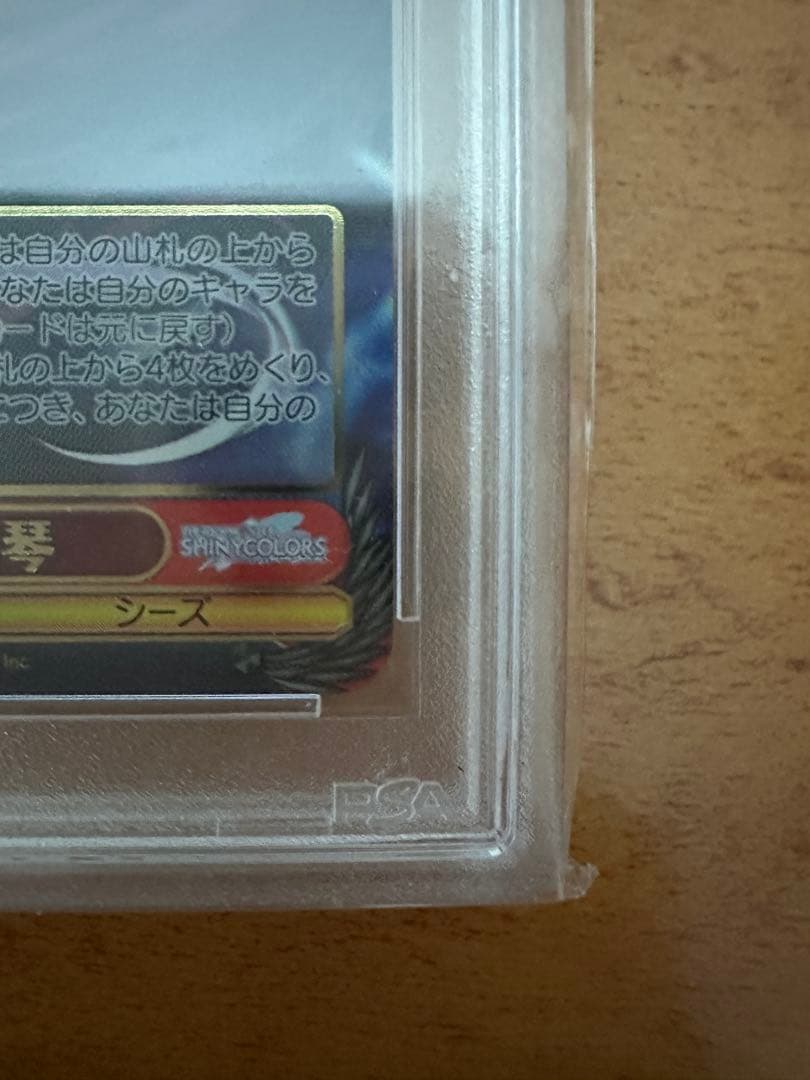 は自分の山札の上から
なたは自分のキャラを
ードは元に戻す)
札の上から4枚をめくり、
につき、あなたは自分の
琴
SHINYCOLORS
シーズ
Inc.
PSA